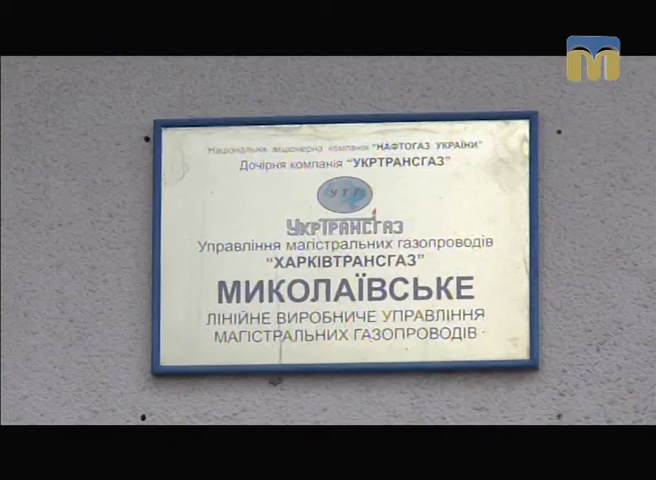 М
Національна акціонерна компанія "НАФТОГАЗ УКРАЇНИ"
Дочірня компанія "УКРТРАНСГАЗ"
УТГ
УКРТРАНСГАЗ
Управління магістральних газопроводів
"ХАРКІВТРАНСГАЗ"
МИКОЛАЇВСЬКЕ
ЛІНІЙНЕ ВИРОБНИЧЕ УПРАВЛІННЯ
МАГІСТРАЛЬНИХ ГАЗОПРОВОДІВ